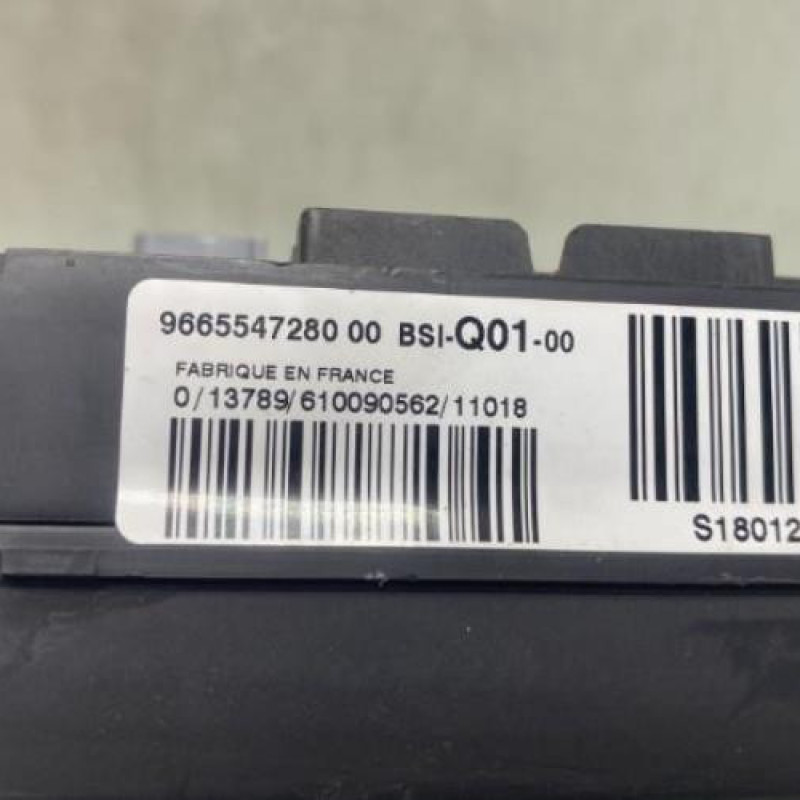 9665547280 00 BSI-Q01-00
FABRIQUE EN FRANCE
0/13789/610090562/11018
S18012